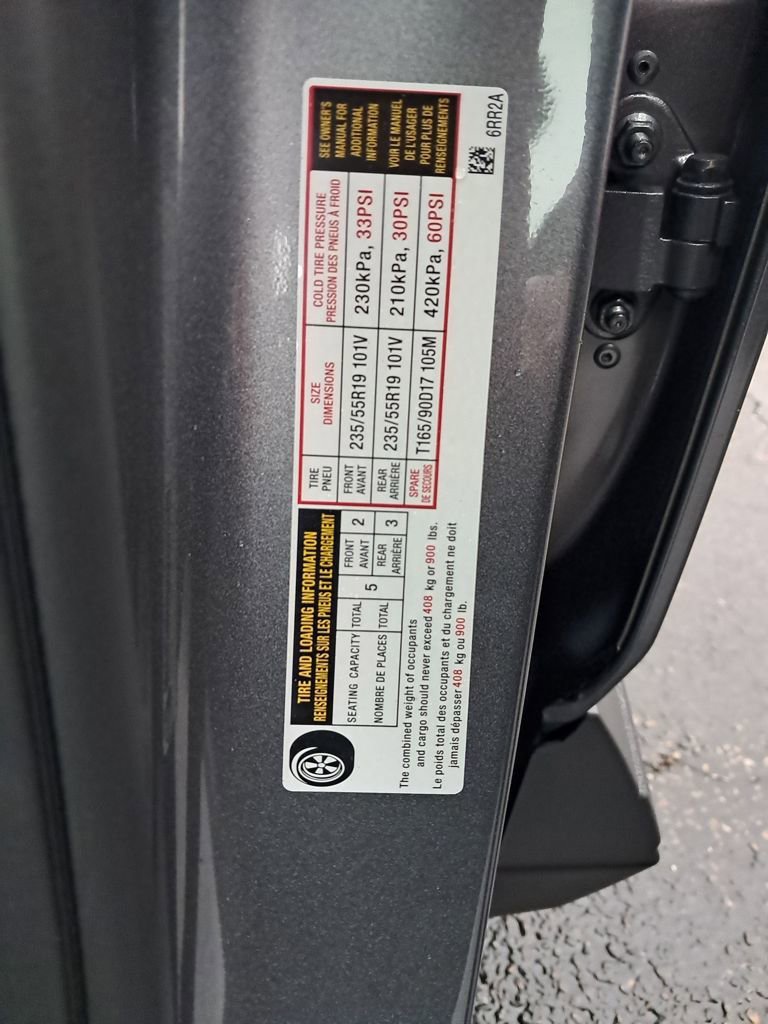 TIRE AND LOADING INFORMATION
RENSEIGNEMENTS SUR LES PNEUS ET LE CHARGEMENT
SEATING CAPACITY
NOMBRE DE PLACES
TOTAL
TOTAL
5
FRONT
AVANT
2
REAR
ARRIÈRE
3
The combined weight of occupants
and cargo should never exceed 408 kg or 900 lbs.
Le poids total des occupants et du chargement ne doit
jamais dépasser 408 kg ou 900 lb.
TIRE
PNEU
SIZE
DIMENSIONS
COLD TIRE PRESSURE
PRESSION DES PNEUS À FROID
FRONT
AVANT
235/55R19 101V
230kPa, 33PSI
REAR
ARRIÈRE
235/55R19 101V
210kPa, 30PSI
SPARE
DE SECOURS
T165/90D17 105M
420kPa, 60PSI
SEE OWNER'S
MANUAL FOR
ADDITIONAL
INFORMATION
VOIR LE MANUEL
DE L'USAGER
POUR PLUS DE
RENSEIGNEMENTS
6RR2A